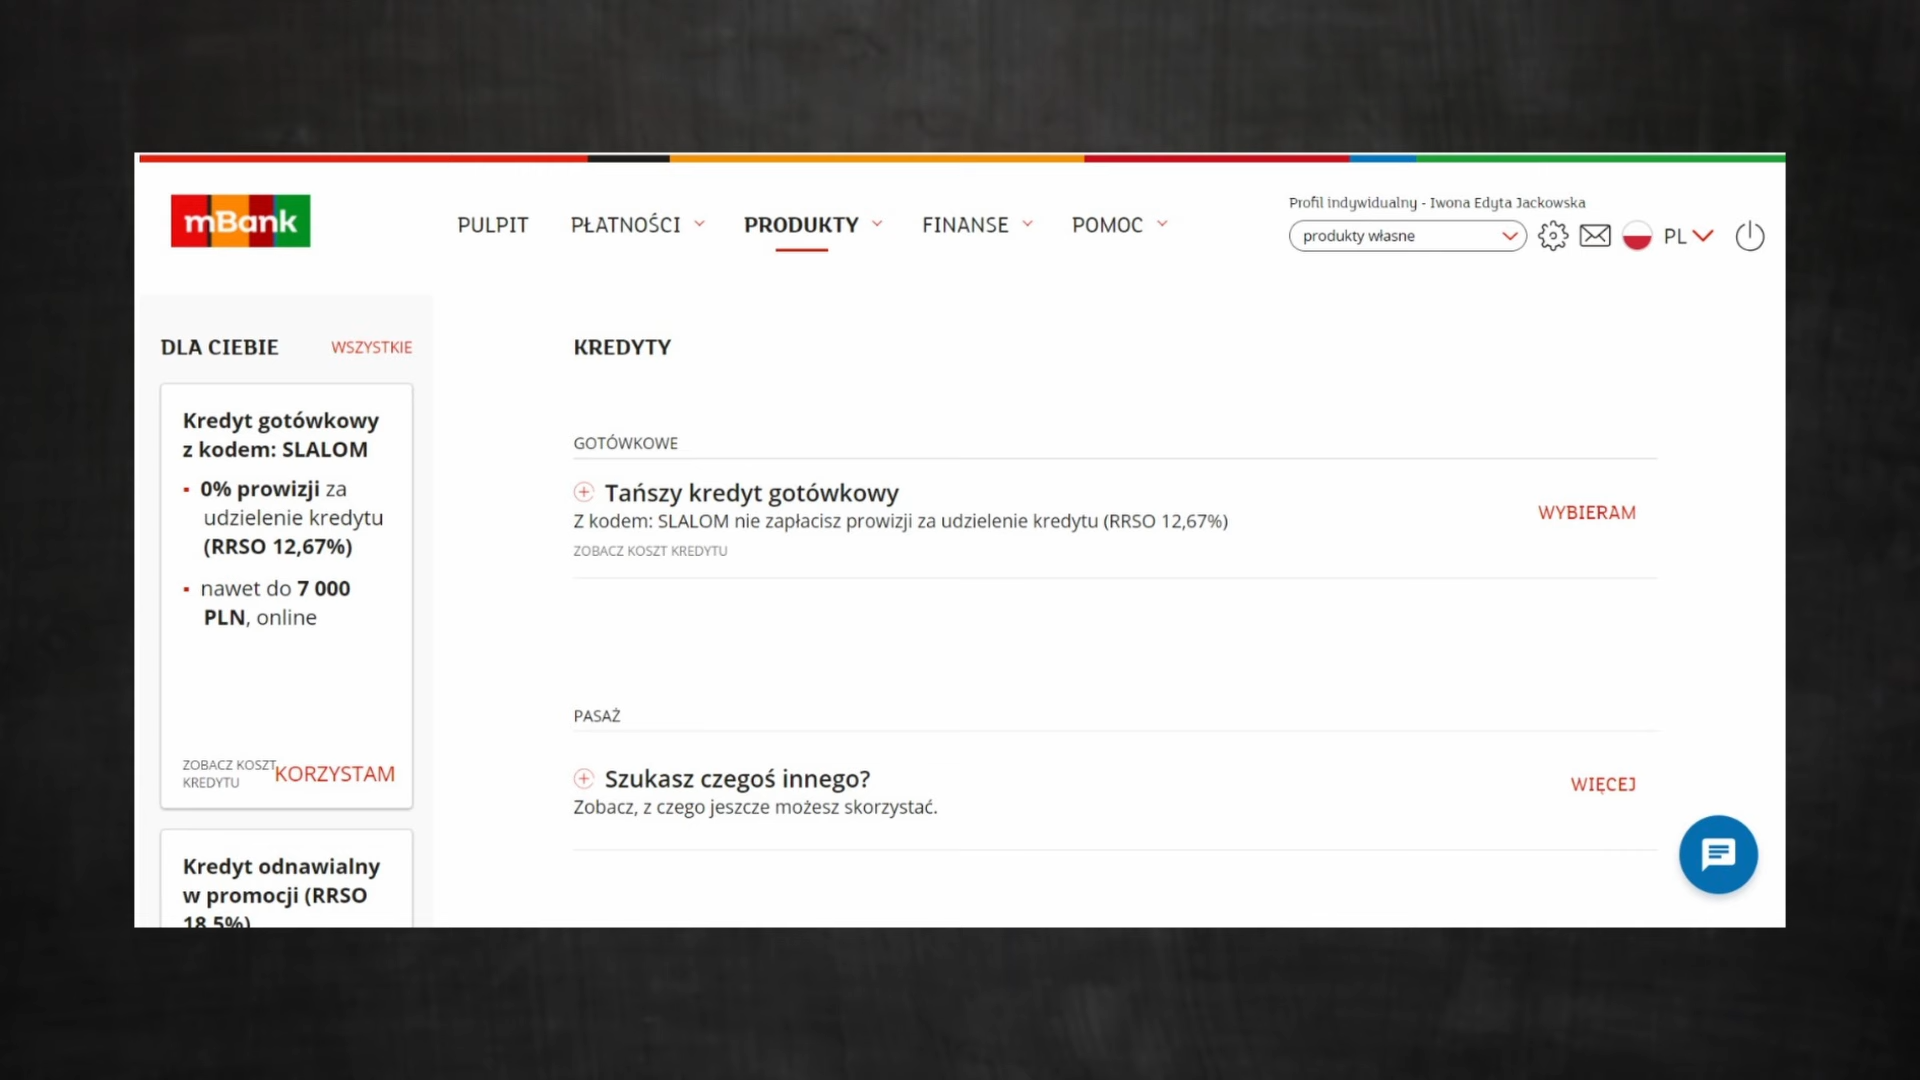 mBank
PULPIT
PŁATNOŚCI
PRODUKTY
FINANSE
POMOC
Profil indywidualny - Iwona Edyta Jackowska
produkty własne
PL
DLA CIEBIE
WSZYSTKIE
Kredyt gotówkowy
z kodem: SLALOM
▪ 0% prowizji za
udzielenie kredytu
(RRSO 12,67%)
▪ nawet do 7 000
PLN, online
ZOBACZ KOSZT
KREDYTU
KORZYSTAM
Kredyt odnawialny
w promocji (RRSO
18,5%)
KREDYTY
GOTÓWKOWE
Tańszy kredyt gotówkowy
Z kodem: SLALOM nie zapłacisz prowizji za udzielenie kredytu (RRSO 12,67%)
ZOBACZ KOSZT KREDYTU
WYBIERAM
PASAŻ
Szukasz czegoś innego?
Zobacz, z czego jeszcze możesz skorzystać.
WIĘCEJ